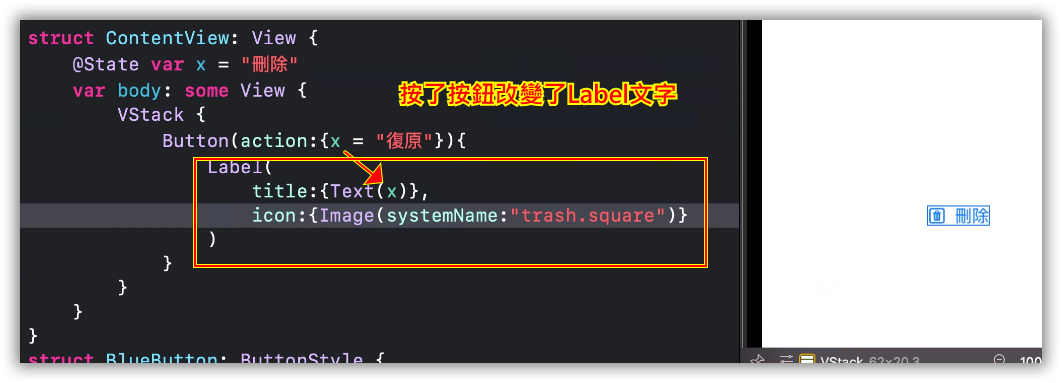 struct ContentView: View {
@State var x = "刪除"
var body: some View {
按了按鈕改變了Label文字
VStack {
Button(action:{x = "復原"}){
Label(
title:{Text(x)},
icon:{Image(systemName:"trash.square")}
刪除
)
}
}
}
}
struct BlueButton: ButtonStyle {
VStack 62×20.3
100